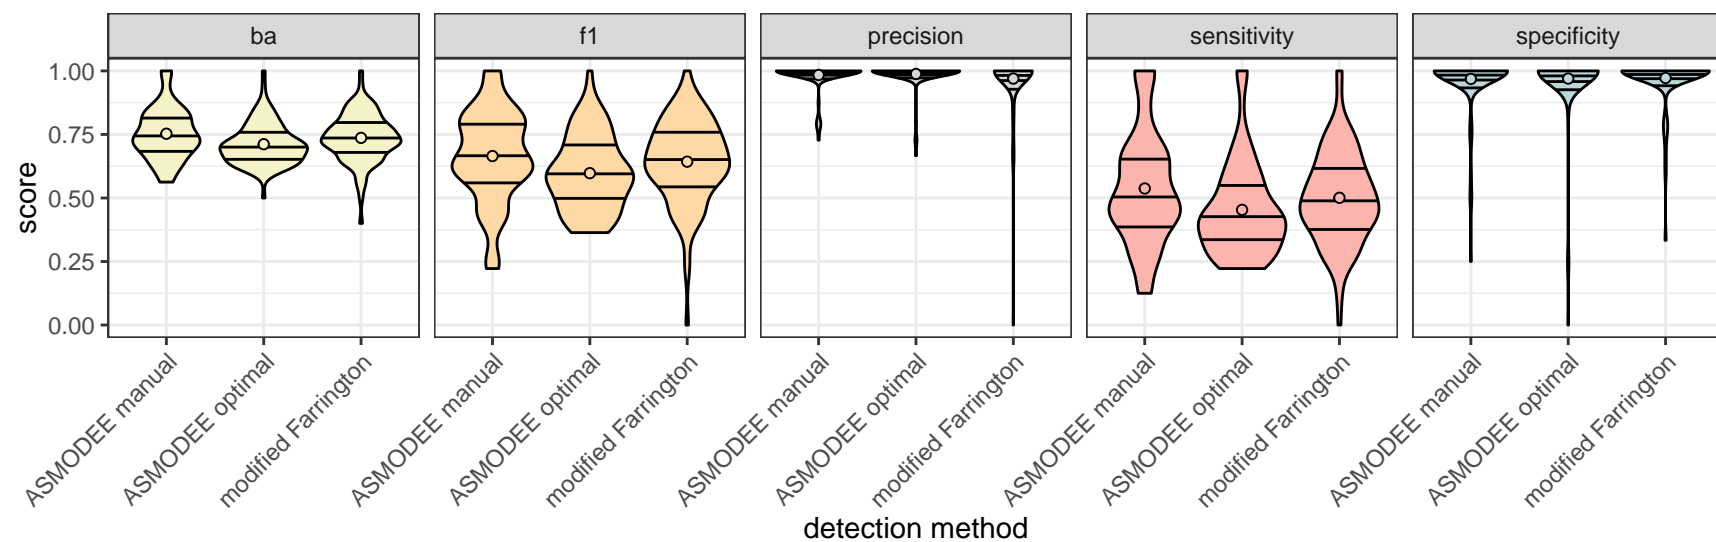 ba
f1
precision
sensitivity
specificity
score
1.00
0.75
0.50
0.25
0.00
ASMODEE manual
ASMODEE optimal
modified Farrington
ASMODEE manual
ASMODEE optimal
modified Farrington
ASMODEE manual
ASMODEE optimal
modified Farrington
ASMODEE manual
ASMODEE optimal
modified Farrington
ASMODEE manual
ASMODEE optimal
modified Farrington
detection method